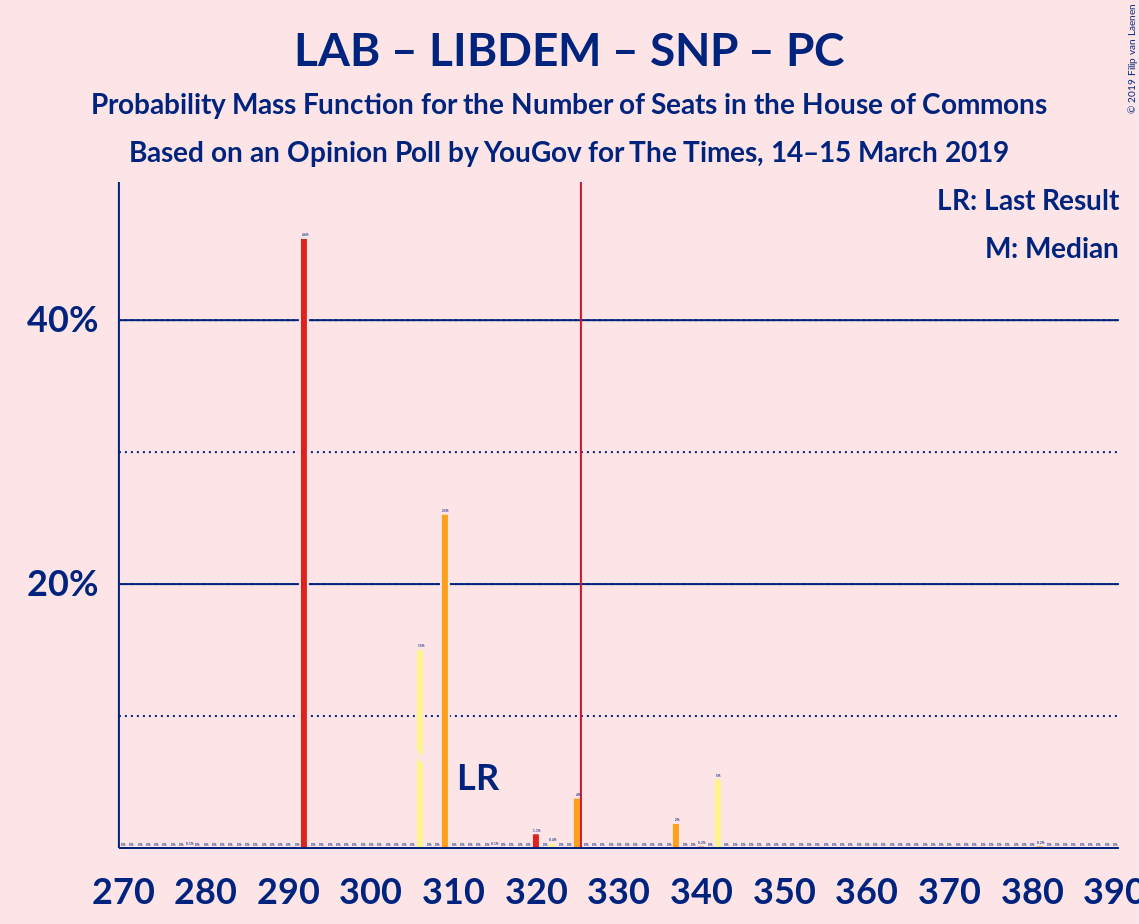 LAB – LIBDEM – SNP – PC
Probability Mass Function for the Number of Seats in the House of Commons
Based on an Opinion Poll by YouGov for The Times, 14–15 March 2019
© 2019 Filip van Laenen
LR: Last Result
M: Median
40%
20%
LR
270 280 290 300 310 320 330 340 350 360 370 380 390